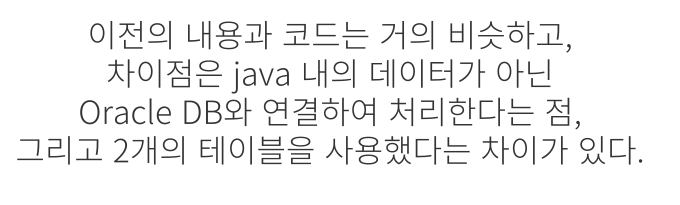 이전의 내용과 코드는 거의 비슷하고,
차이점은 java 내의 데이터가 아닌
Oracle DB와 연결하여 처리한다는 점,
그리고 2개의 테이블을 사용했다는 차이가 있다.